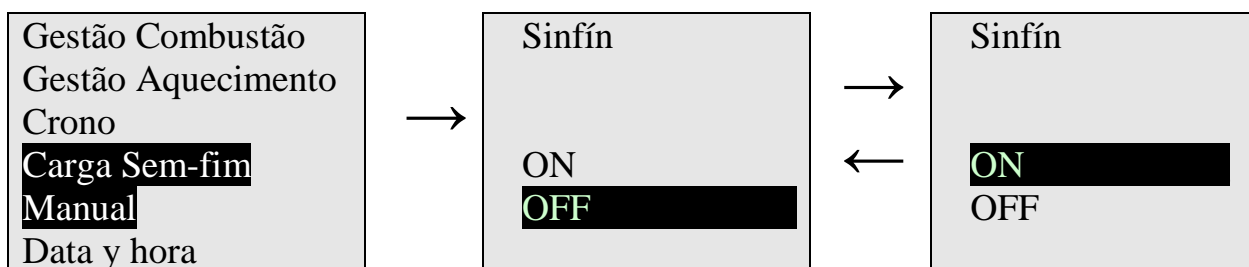 Gestão Combustão
Gestão Aquecimento
Crono
Carga Sem-fim
Manual
Data y hora
Sinfín
ON
OFF
Sinfín
ON
OFF